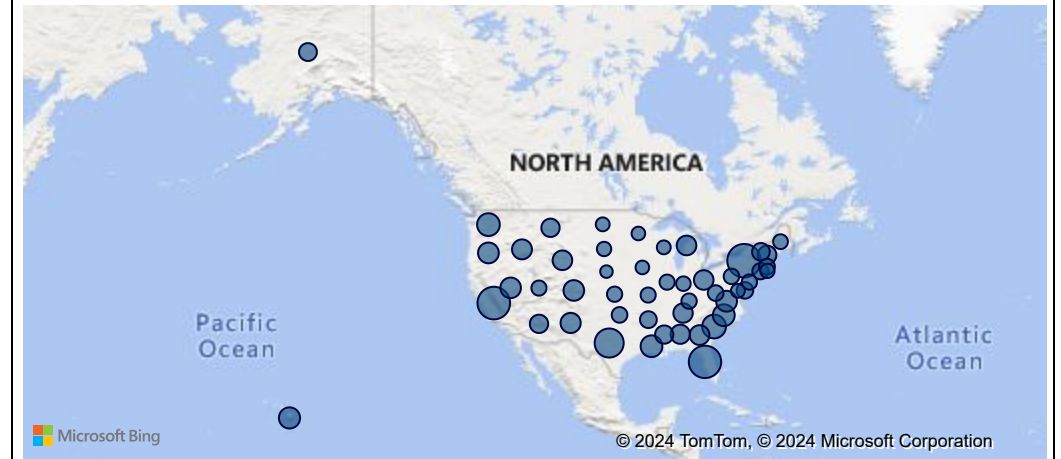 NORTH AMERICA
Pacific
Ocean
Atlantic
Ocean
Microsoft Bing
© 2024 TomTom, © 2024 Microsoft Corporation